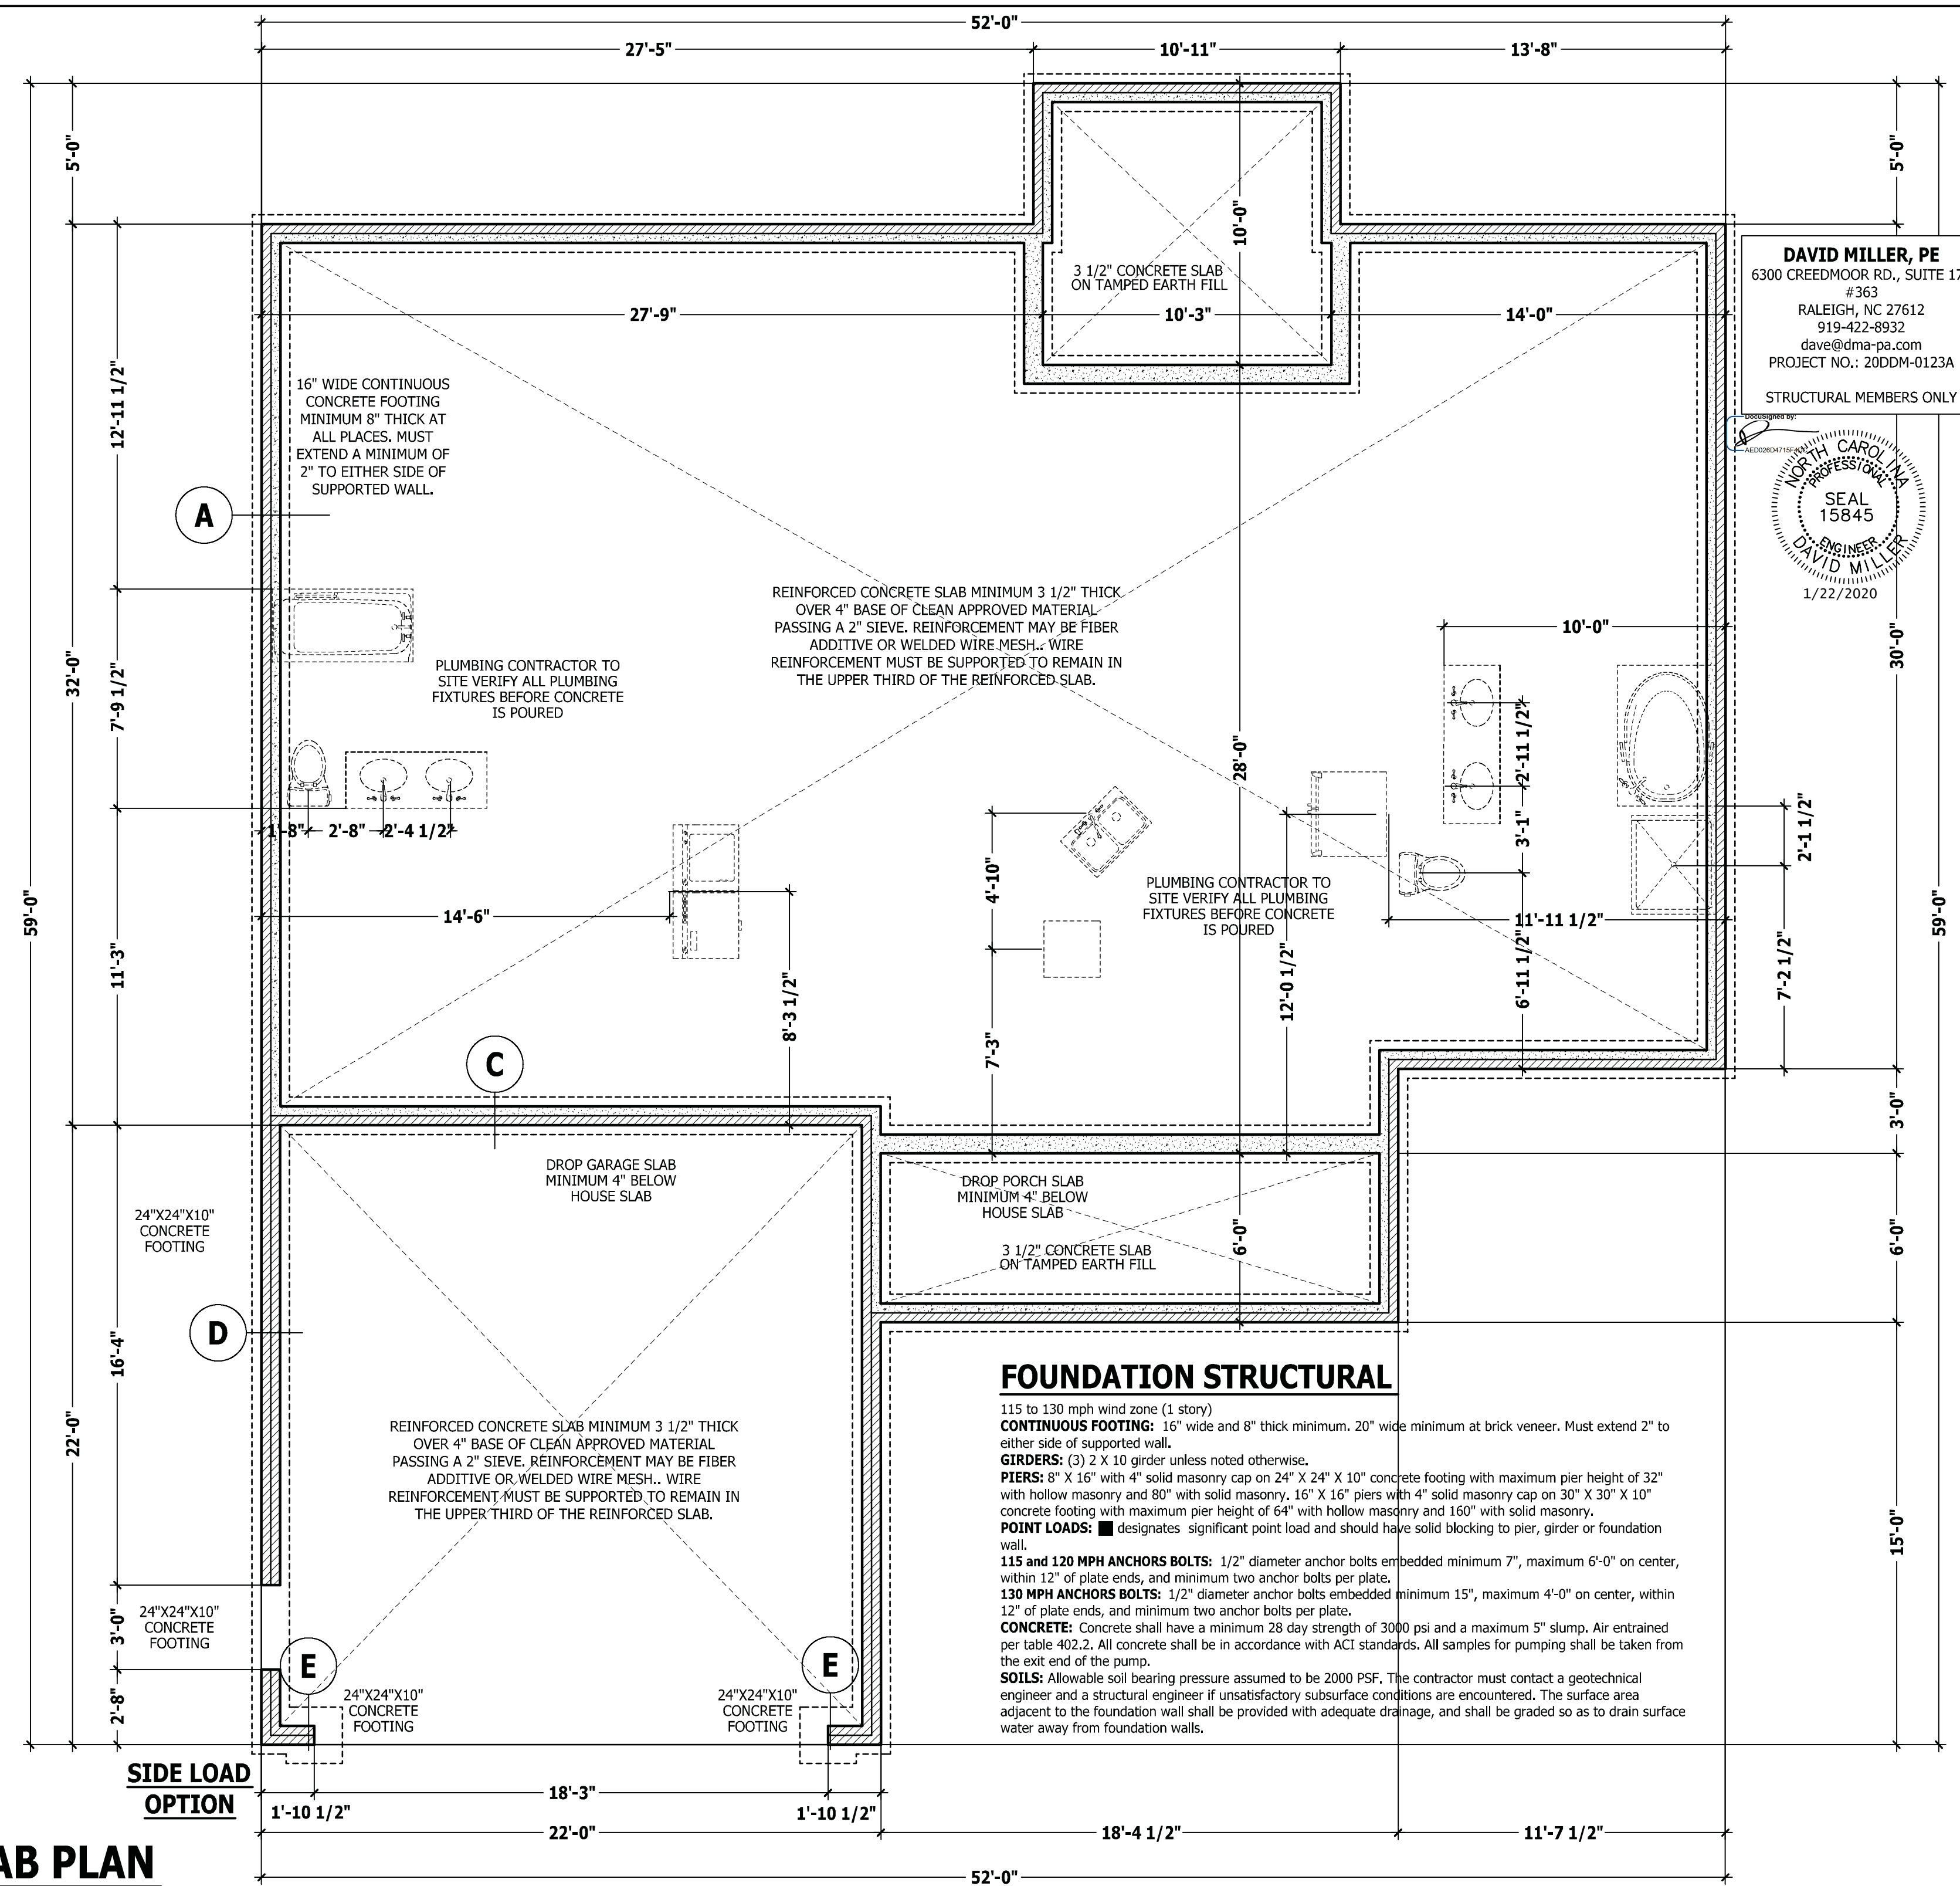 52'-0"
27'-5"
10'-11"
13'-8"
5'-0"
5'-0"
10'-0"
3 1/2" CONCRETE SLAB
ON TAMPED EARTH FILL
27'-9"
10'-3"
14'-0"
DAVID MILLER, PE
6300 CREEDMOOR RD., SUITE
#363
RALEIGH, NC 27612
919-422-8932
dave@dma-pa.com
PROJECT NO.: 20DDM-0123A
STRUCTURAL MEMBERS ONLY
DocuSigned by:
NORTH CAROLINA
PROFESSIONAL
SEAL
15845
ENGINEER
DAVID MILLER
1/22/2020
12'-11 1/2"
16" WIDE CONTINUOUS
CONCRETE FOOTING
MINIMUM 8" THICK AT
ALL PLACES. MUST
EXTEND A MINIMUM OF
2" TO EITHER SIDE OF
SUPPORTED WALL.
A
REINFORCED CONCRETE SLAB MINIMUM 3 1/2" THICK
OVER 4" BASE OF CLEAN APPROVED MATERIAL
PASSING A 2" SIEVE. REINFORCEMENT MAY BE FIBER
ADDITIVE OR WELDED WIRE MESH.. WIRE
REINFORCEMENT MUST BE SUPPORTED TO REMAIN IN
THE UPPER THIRD OF THE REINFORCED SLAB.
10'-0"
30'-0"
32'-0"
7'-9 1/2"
PLUMBING CONTRACTOR TO
SITE VERIFY ALL PLUMBING
FIXTURES BEFORE CONCRETE
IS POURED
2'-11 1/2"
28'-0"
1'-8"
2'-8"
2'-4 1/2"
3'-1"
2'-1 1/2"
4'-10"
PLUMBING CONTRACTOR TO
SITE VERIFY ALL PLUMBING
FIXTURES BEFORE CONCRETE
IS POURED
59'-0"
59'-0"
14'-6"
11'-11 1/2"
11'-3"
8'-3 1/2"
7'-3"
12'-0 1/2"
6'-11 1/2"
7'-2 1/2"
C
3'-0"
DROP GARAGE SLAB
MINIMUM 4" BELOW
HOUSE SLAB
DROP PORCH SLAB
MINIMUM 4" BELOW
HOUSE SLAB
3 1/2" CONCRETE SLAB
ON TAMPED EARTH FILL
6'-0"
6'-0"
24"X24"X10"
CONCRETE
FOOTING
D
16'-4"
22'-0"
REINFORCED CONCRETE SLAB MINIMUM 3 1/2" THICK
OVER 4" BASE OF CLEAN APPROVED MATERIAL
PASSING A 2" SIEVE. REINFORCEMENT MAY BE FIBER
ADDITIVE OR WELDED WIRE MESH.. WIRE
REINFORCEMENT MUST BE SUPPORTED TO REMAIN IN
THE UPPER THIRD OF THE REINFORCED SLAB.
FOUNDATION STRUCTURAL
115 to 130 mph wind zone (1 story)
CONTINUOUS FOOTING: 16" wide and 8" thick minimum. 20" wide minimum at brick veneer. Must extend 2" to
either side of supported wall.
GIRDERS: (3) 2 X 10 girder unless noted otherwise.
PIERS: 8" X 16" with 4" solid masonry cap on 24" X 24" X 10" concrete footing with maximum pier height of 32"
with hollow masonry and 80" with solid masonry. 16" X 16" piers with 4" solid masonry cap on 30" X 30" X 10"
concrete footing with maximum pier height of 64" with hollow masonry and 160" with solid masonry.
POINT LOADS: ■ designates significant point load and should have solid blocking to pier, girder or foundation
wall.
115 and 120 MPH ANCHORS BOLTS: 1/2" diameter anchor bolts embedded minimum 7", maximum 6'-0" on center,
within 12" of plate ends, and minimum two anchor bolts per plate.
130 MPH ANCHORS BOLTS: 1/2" diameter anchor bolts embedded minimum 15", maximum 4'-0" on center, within
12" of plate ends, and minimum two anchor bolts per plate.
CONCRETE: Concrete shall have a minimum 28 day strength of 3000 psi and a maximum 5" slump. Air entrained
per table 402.2. All concrete shall be in accordance with ACI standards. All samples for pumping shall be taken from
the exit end of the pump.
SOILS: Allowable soil bearing pressure assumed to be 2000 PSF. The contractor must contact a geotechnical
engineer and a structural engineer if unsatisfactory subsurface conditions are encountered. The surface area
adjacent to the foundation wall shall be provided with adequate drainage, and shall be graded so as to drain surface
water away from foundation walls.
15'-0"
3'-0"
24"X24"X10"
CONCRETE
FOOTING
E
E
2'-8"
24"X24"X10"
CONCRETE
FOOTING
24"X24"X10"
CONCRETE
FOOTING
SIDE LOAD
OPTION
1'-10 1/2"
18'-3"
1'-10 1/2"
22'-0"
18'-4 1/2"
11'-7 1/2"
AB PLAN
52'-0"